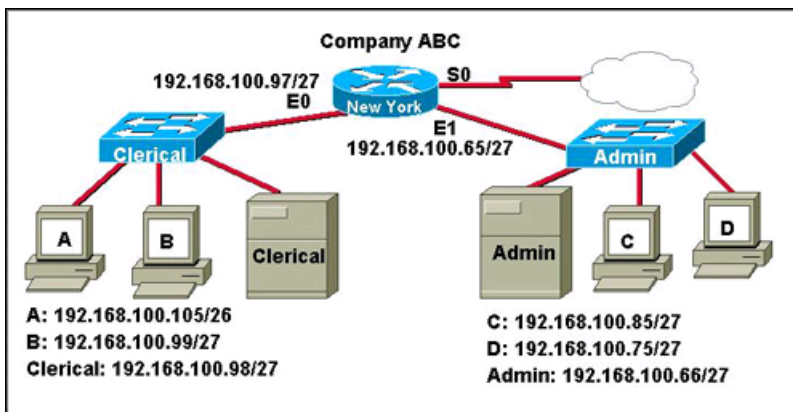 Company ABC
192.168.100.97/27
S0
E0
New York
E1
192.168.100.65/27
Clerical
Admin
A
B
Clerical
Admin
C
D
A: 192.168.100.105/26
B: 192.168.100.99/27
Clerical: 192.168.100.98/27
C: 192.168.100.85/27
D: 192.168.100.75/27
Admin: 192.168.100.66/27